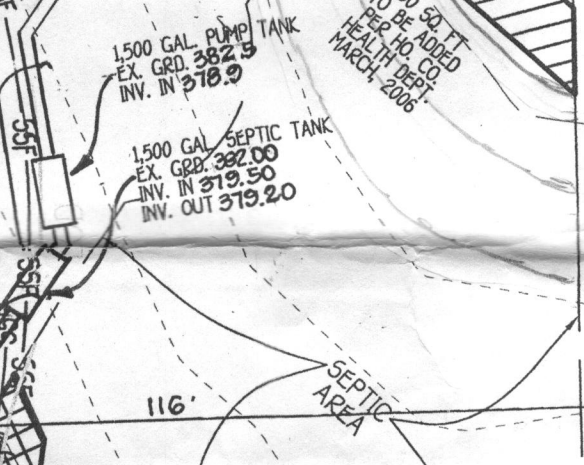 1,500 GAL. PUMP TANK
EX. GRD. 382.5
INV. IN 378.9
SQ. FT
TO BE ADDED
PER HO. CO.
HEALTH DEPT.
MARCH, 2006
55F
1,500 GAL. SEPTIC TANK
EX. GRD. 382.00
INV. IN 379.50
INV. OUT 379.20
55F
SEPTIC
AREA
116'